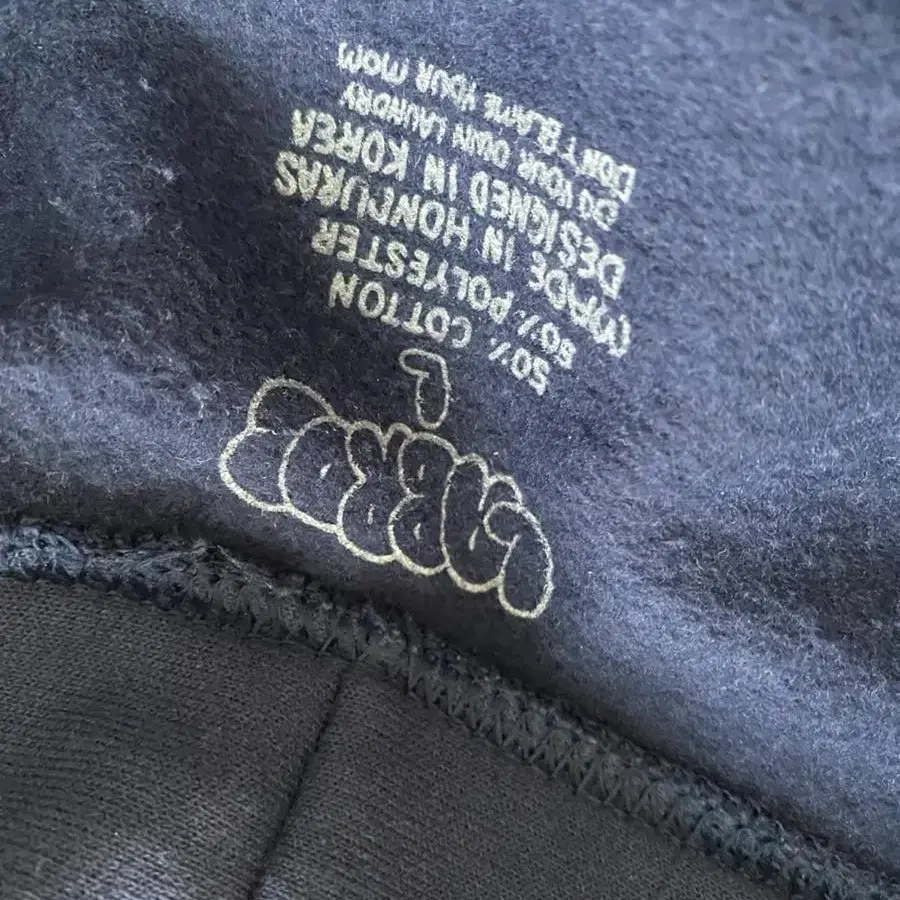 L
50% COTTON
50% POLYESTER
MADE IN HONDURAS
DESIGNED IN KOREA
DO YOUR OWN LAUNDRY
DON'T BLAME YOUR MOM